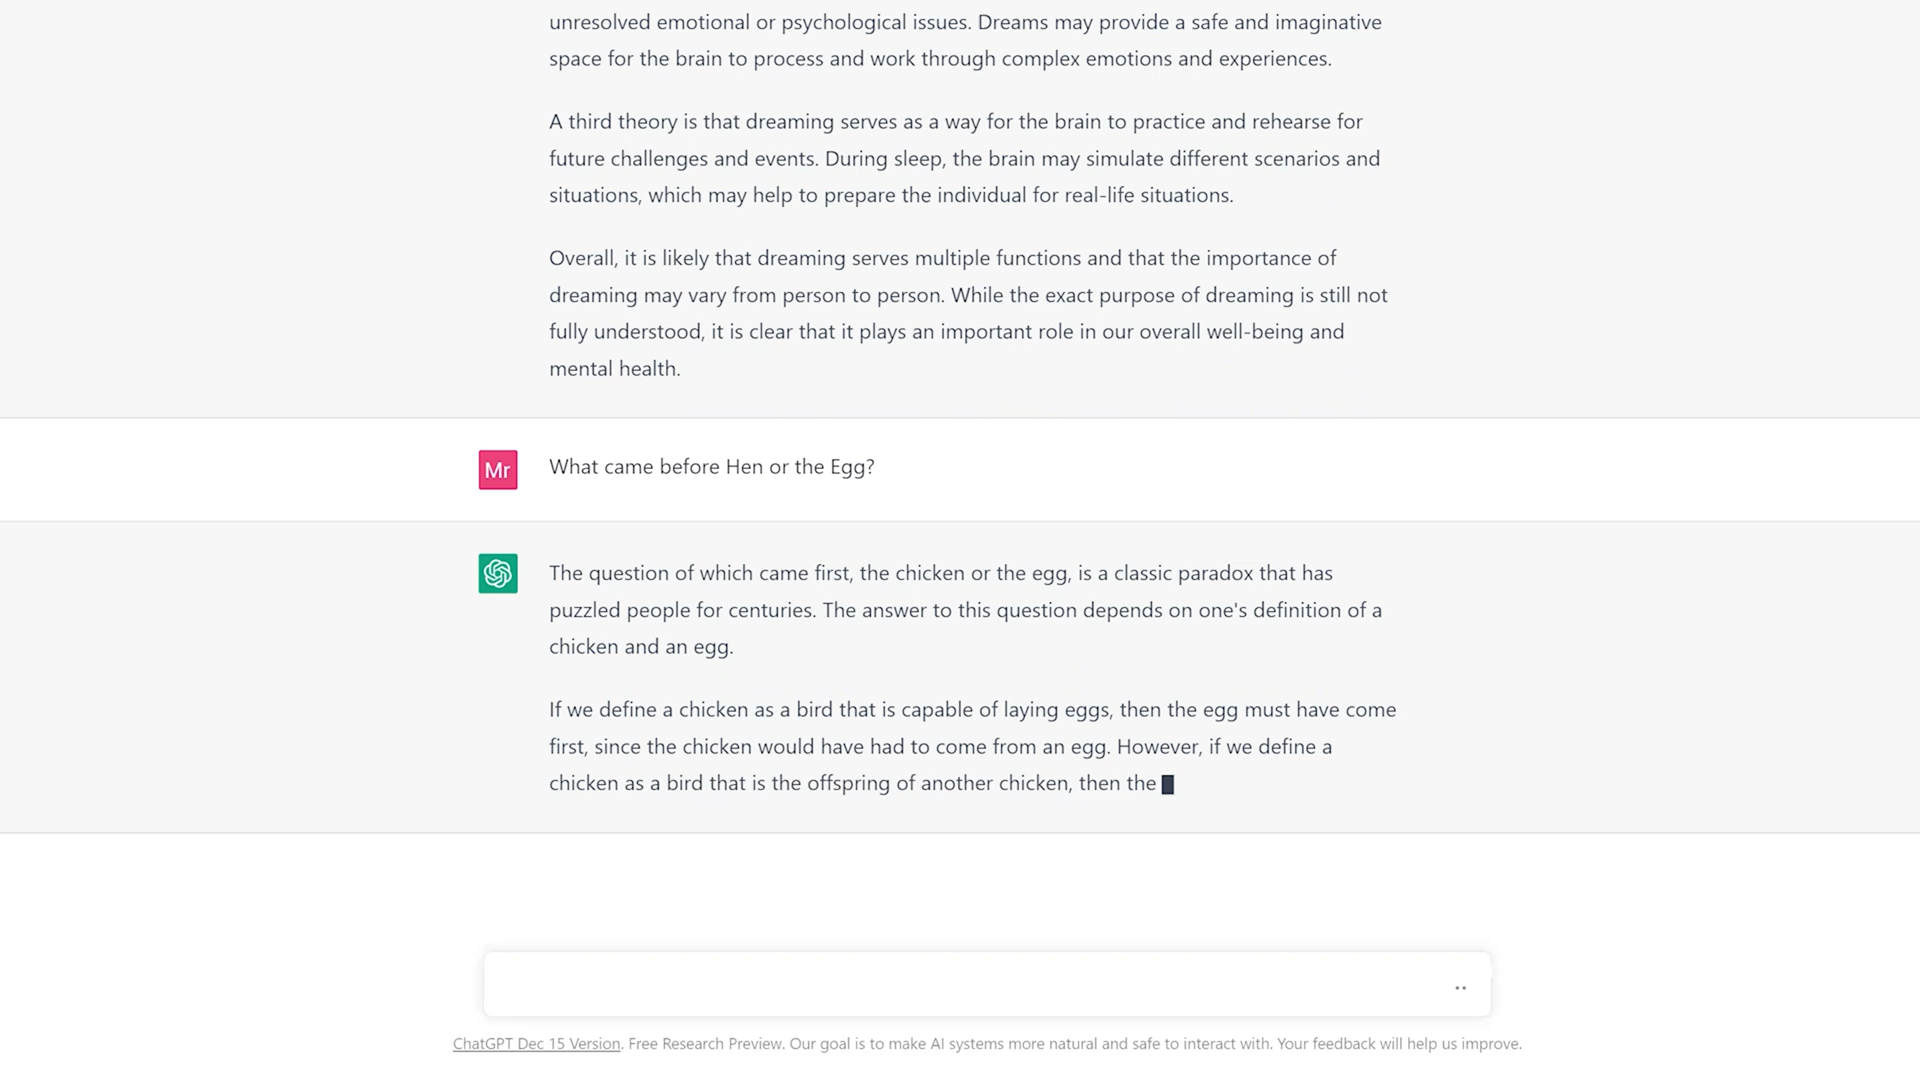 unresolved emotional or psychological issues. Dreams may provide a safe and imaginative
space for the brain to process and work through complex emotions and experiences.
A third theory is that dreaming serves as a way for the brain to practice and rehearse for
future challenges and events. During sleep, the brain may simulate different scenarios and
situations, which may help to prepare the individual for real-life situations.
Overall, it is likely that dreaming serves multiple functions and that the importance of
dreaming may vary from person to person. While the exact purpose of dreaming is still not
fully understood, it is clear that it plays an important role in our overall well-being and
mental health.
Mr
What came before Hen or the Egg?
The question of which came first, the chicken or the egg, is a classic paradox that has
puzzled people for centuries. The answer to this question depends on one's definition of a
chicken and an egg.
If we define a chicken as a bird that is capable of laying eggs, then the egg must have come
first, since the chicken would have had to come from an egg. However, if we define a
chicken as a bird that is the offspring of another chicken, then the
ChatGPT Dec 15 Version. Free Research Preview. Our goal is to make AI systems more natural and safe to interact with. Your feedback will help us improve.